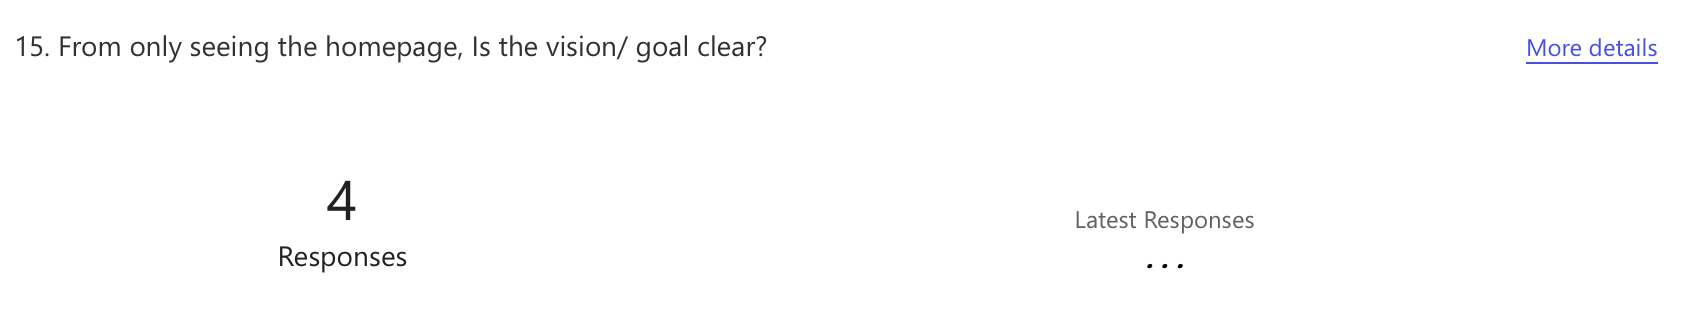 15. From only seeing the homepage, Is the vision/ goal clear?
More details
4
Responses
Latest Responses
...